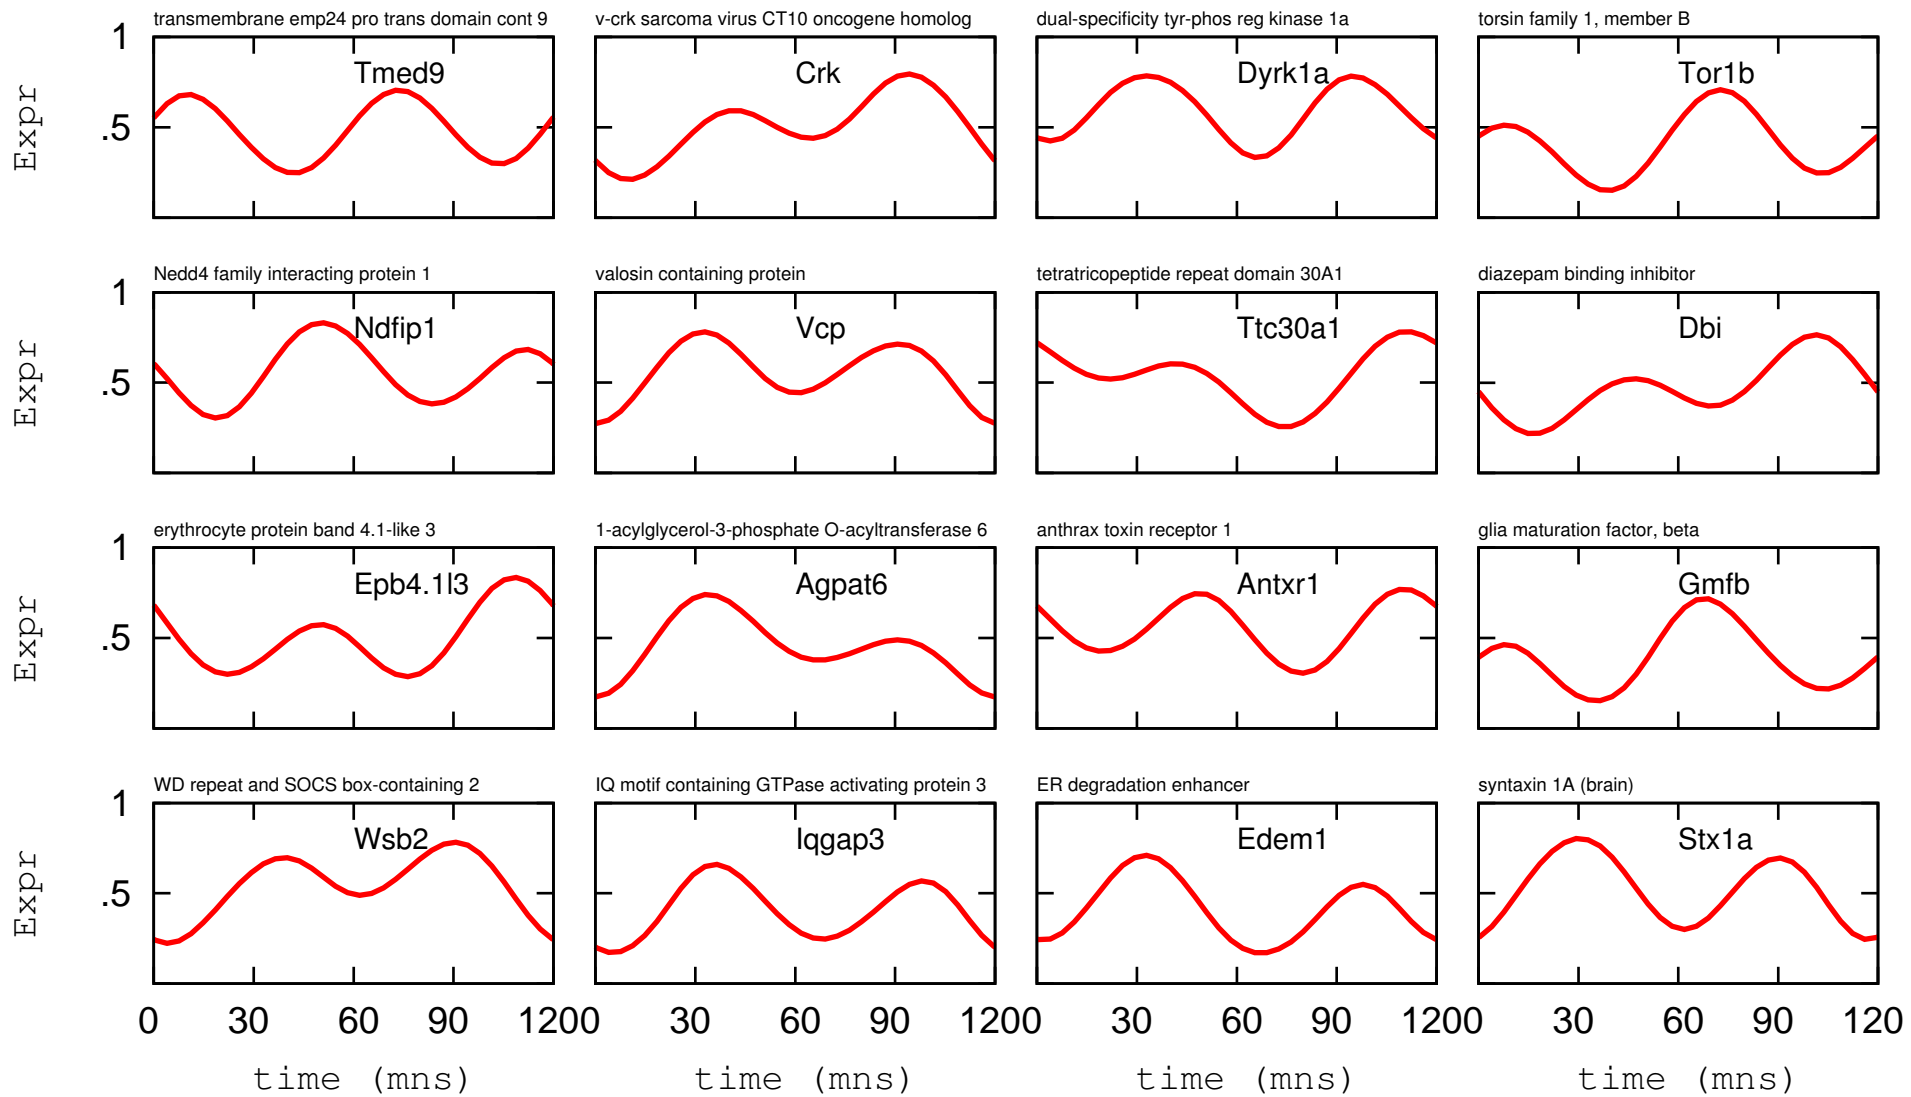 transmembrane emp24 pro trans domain cont 9
v-crk sarcoma virus CT10 oncogene homolog
dual-specificity tyr-phos reg kinase 1a
torsin family 1, member B
1
.5
Expr
Tmed9
Crk
Dyrk1a
Tor1b
Nedd4 family interacting protein 1
valosin containing protein
tetratricopeptide repeat domain 30A1
diazepam binding inhibitor
1
.5
Expr
Ndfip1
Vcp
Ttc30a1
Dbi
erythrocyte protein band 4.1-like 3
1-acylglycerol-3-phosphate O-acyltransferase 6
anthrax toxin receptor 1
glia maturation factor, beta
1
.5
Expr
Epb4.1l3
Agpat6
Antxr1
Gmfb
WD repeat and SOCS box-containing 2
IQ motif containing GTPase activating protein 3
ER degradation enhancer
syntaxin 1A (brain)
1
.5
Expr
Wsb2
Iqgap3
Edem1
Stx1a
0 30 60 90 1200 30 60 90 1200 30 60 90 1200 30 60 90 120
time (mns)
time (mns)
time (mns)
time (mns)